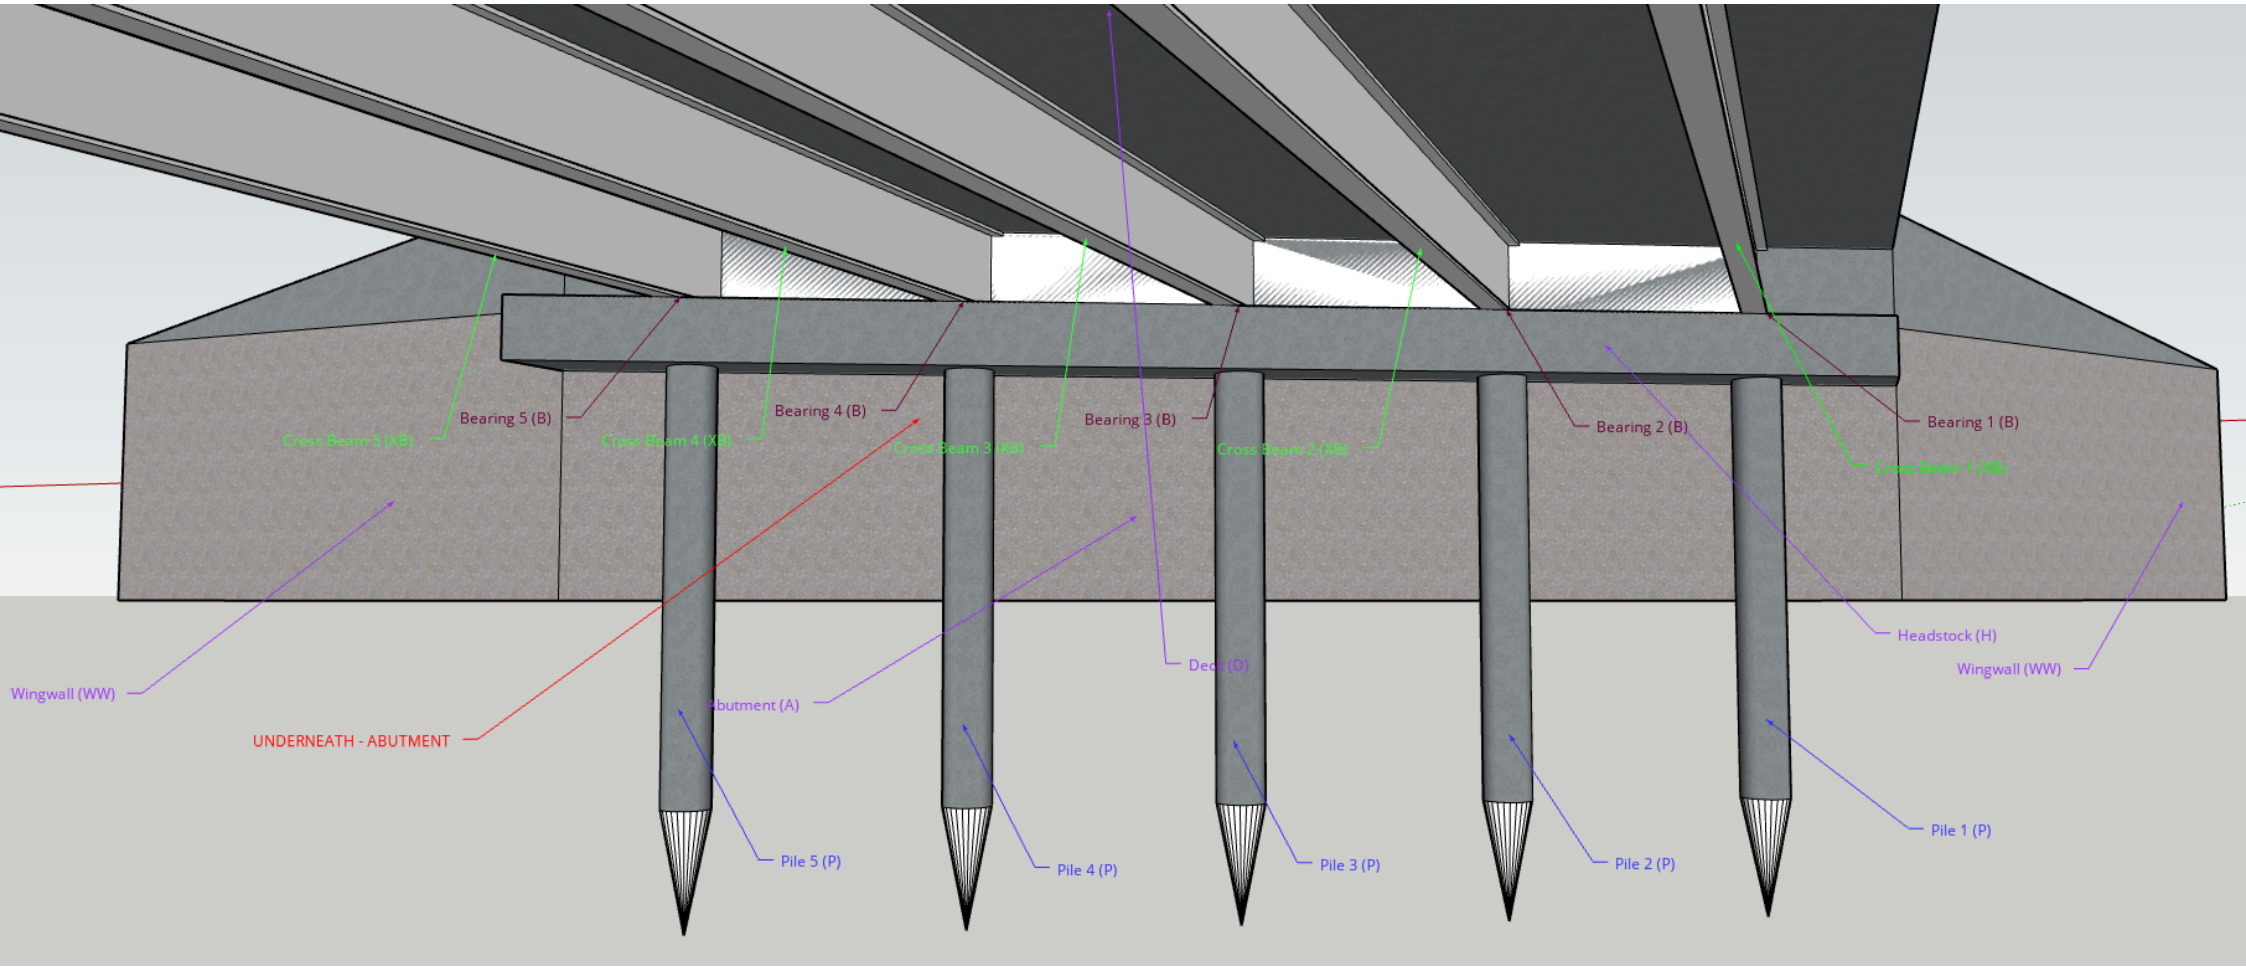 Bearing 5 (B)
Bearing 4 (B)
Bearing 3 (B)
Bearing 2 (B)
Bearing 1 (B)
Cross Beam 5 (XB)
Cross Beam 4 (XB)
Cross Beam 3 (XB)
Cross Beam 2 (XB)
Cross Beam 1 (XB)
Headstock (H)
Wingwall (WW)
Deck (D)
Wingwall (WW)
Abutment (A)
UNDERNEATH - ABUTMENT
Pile 5 (P)
Pile 4 (P)
Pile 3 (P)
Pile 2 (P)
Pile 1 (P)